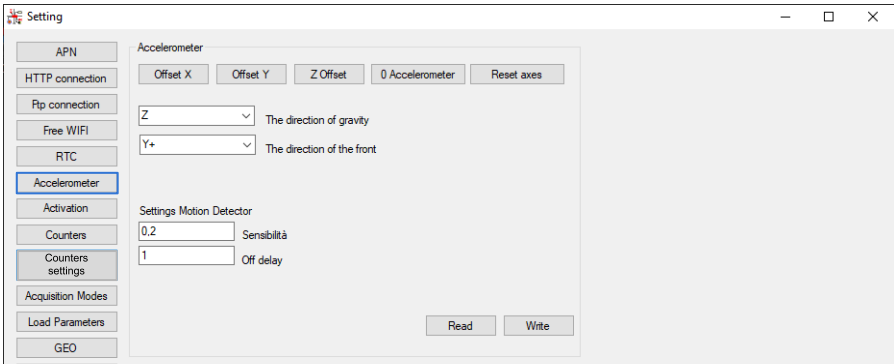 Setting
APN
HTTP connection
Ftp connection
Free WIFI
RTC
Accelerometer
Activation
Counters
Counters
settings
Acquisition Modes
Load Parameters
GEO
Accelerometer
Offset X Offset Y Z Offset 0 Accelerometer Reset axes
Z The direction of gravity
Y+ The direction of the front
Settings Motion Detector
0,2 Sensibilità
1 Off delay
Read Write